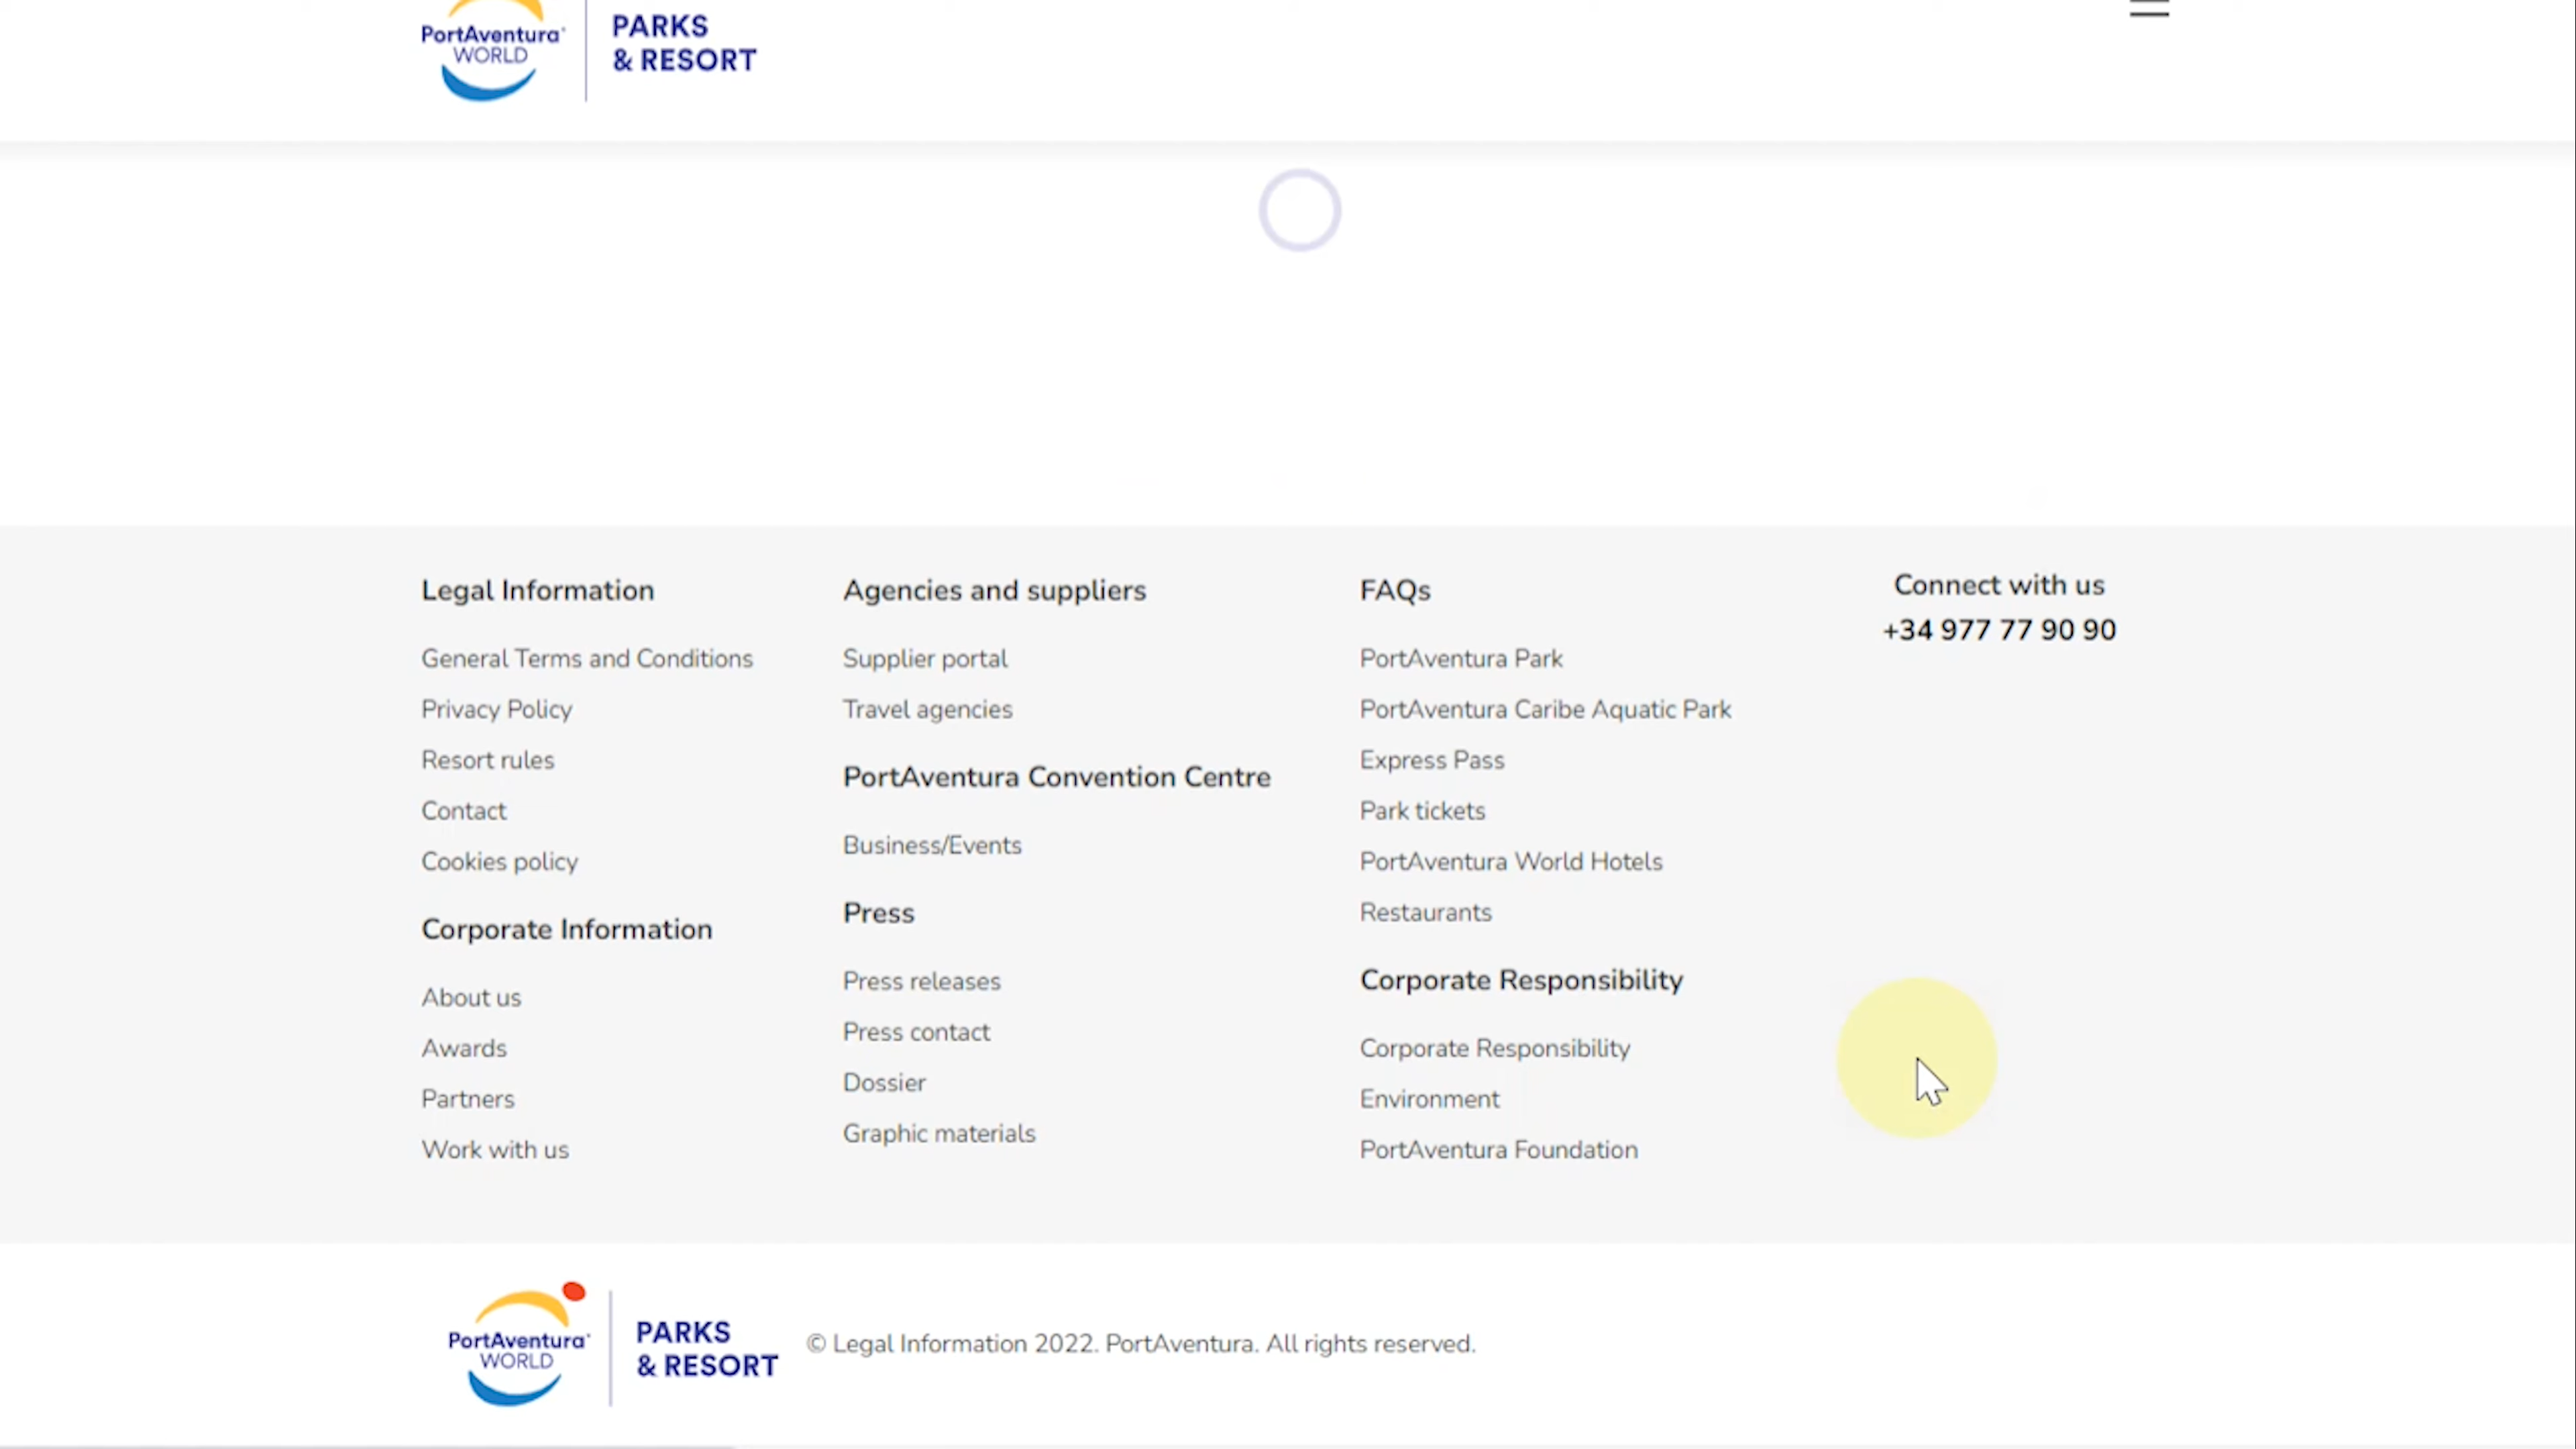 PortAventura
WORLD
PARKS
& RESORT
Legal Information
General Terms and Conditions
Privacy Policy
Resort rules
Contact
Cookies policy
Corporate Information
About us
Awards
Partners
Work with us
Agencies and suppliers
Supplier portal
Travel agencies
PortAventura Convention Centre
Business/Events
Press
Press releases
Press contact
Dossier
Graphic materials
FAQs
PortAventura Park
PortAventura Caribe Aquatic Park
Express Pass
Park tickets
PortAventura World Hotels
Restaurants
Corporate Responsibility
Corporate Responsibility
Environment
PortAventura Foundation
Connect with us
+34 977 77 90 90
PortAventura
WORLD
PARKS
& RESORT
© Legal Information 2022. PortAventura. All rights reserved.